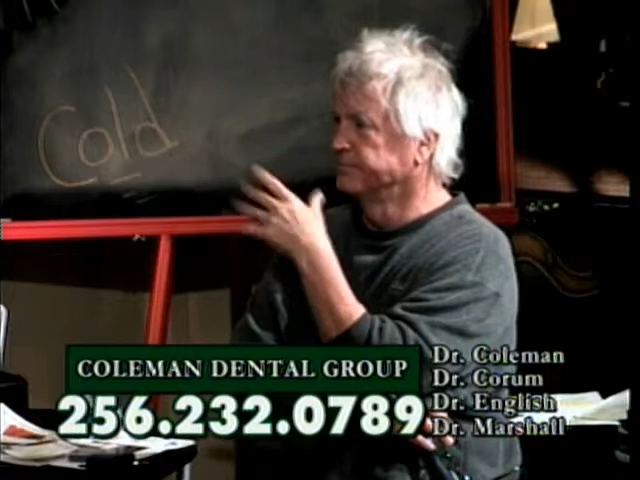 Cold
COLEMAN DENTAL GROUP
256.232.0789
Dr. Coleman
Dr. Corum
Dr. English
Dr. Marshall